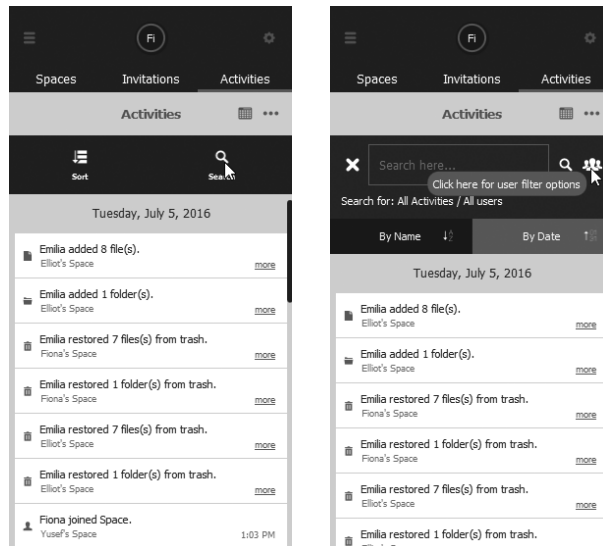 Fi
Spaces Invitations Activities
Activities
Sort Search
Tuesday, July 5, 2016
Emilia added 8 file(s).
Elliot's Space more
Emilia added 1 folder(s).
Elliot's Space more
Emilia restored 7 files(s) from trash.
Fiona's Space more
Emilia restored 1 folder(s) from trash.
Fiona's Space more
Emilia restored 7 files(s) from trash.
Elliot's Space more
Emilia restored 1 folder(s) from trash.
Elliot's Space more
Fiona joined Space.
Yusef's Space 1:03 PM
Fi
Spaces Invitations Activities
Activities
Search here...
Click here for user filter options
Search for: All Activities / All users
By Name By Date
Tuesday, July 5, 2016
Emilia added 8 file(s).
Elliot's Space more
Emilia added 1 folder(s).
Elliot's Space more
Emilia restored 7 files(s) from trash.
Fiona's Space more
Emilia restored 1 folder(s) from trash.
Fiona's Space more
Emilia restored 7 files(s) from trash.
Elliot's Space more
Emilia restored 1 folder(s) from trash.